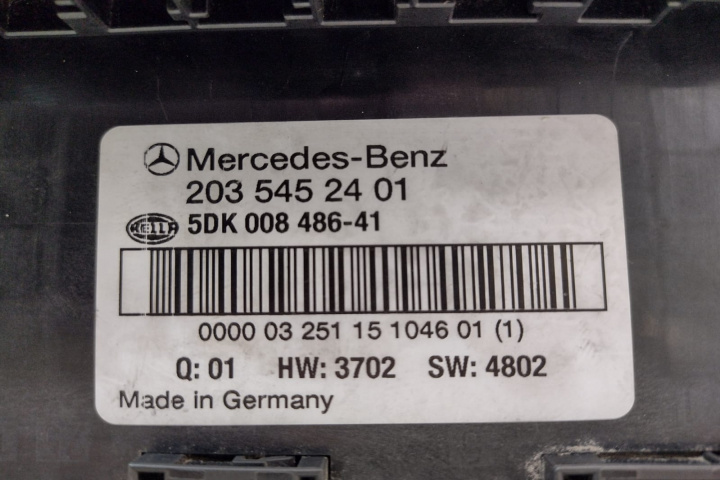 Mercedes-Benz
203 545 24 01
HELLA 5DK 008 486-41
0000 03 251 15 1046 01 (1)
Q: 01 HW: 3702 SW: 4802
Made in Germany